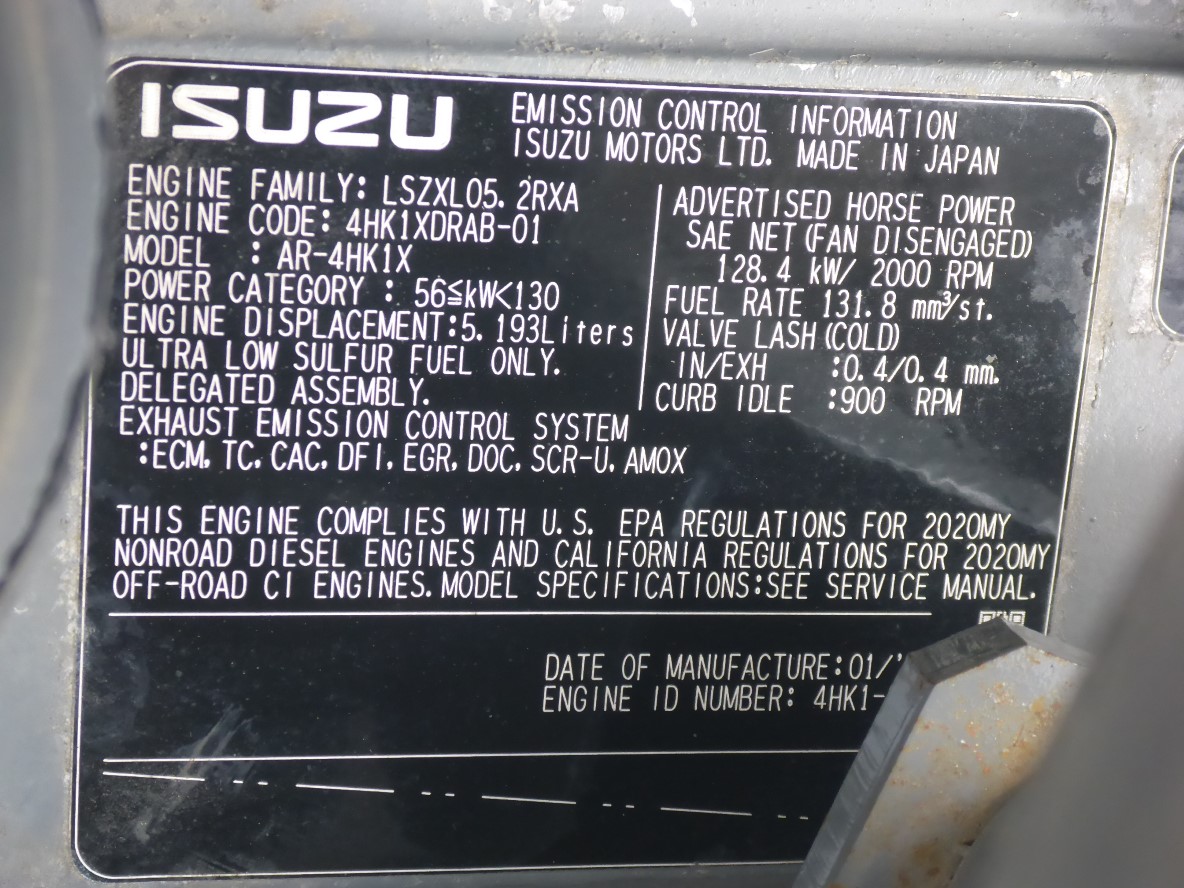 ISUZU
EMISSION CONTROL INFORMATION
ISUZU MOTORS LTD. MADE IN JAPAN
ENGINE FAMILY: LSZXL05.2RXA
ENGINE CODE: 4HK1XDRAB-01
MODEL : AR-4HK1X
POWER CATEGORY : 56≦kW<130
ENGINE DISPLACEMENT:5.193Liters
ULTRA LOW SULFUR FUEL ONLY.
DELEGATED ASSEMBLY.
ADVERTISED HORSE POWER
SAE NET(FAN DISENGAGED)
128.4 kW/ 2000 RPM
FUEL RATE 131.8 mm³/st.
VALVE LASH(COLD)
IN/EXH :0.4/0.4 mm.
CURB IDLE :900 RPM
EXHAUST EMISSION CONTROL SYSTEM
:ECM, TC, CAC, DFI, EGR, DOC, SCR-U, AMOX
THIS ENGINE COMPLIES WITH U.S. EPA REGULATIONS FOR 2020MY
NONROAD DIESEL ENGINES AND CALIFORNIA REGULATIONS FOR 2020MY
OFF-ROAD CI ENGINES. MODEL SPECIFICATIONS:SEE SERVICE MANUAL.
DATE OF MANUFACTURE:01/'
ENGINE ID NUMBER: 4HK1-